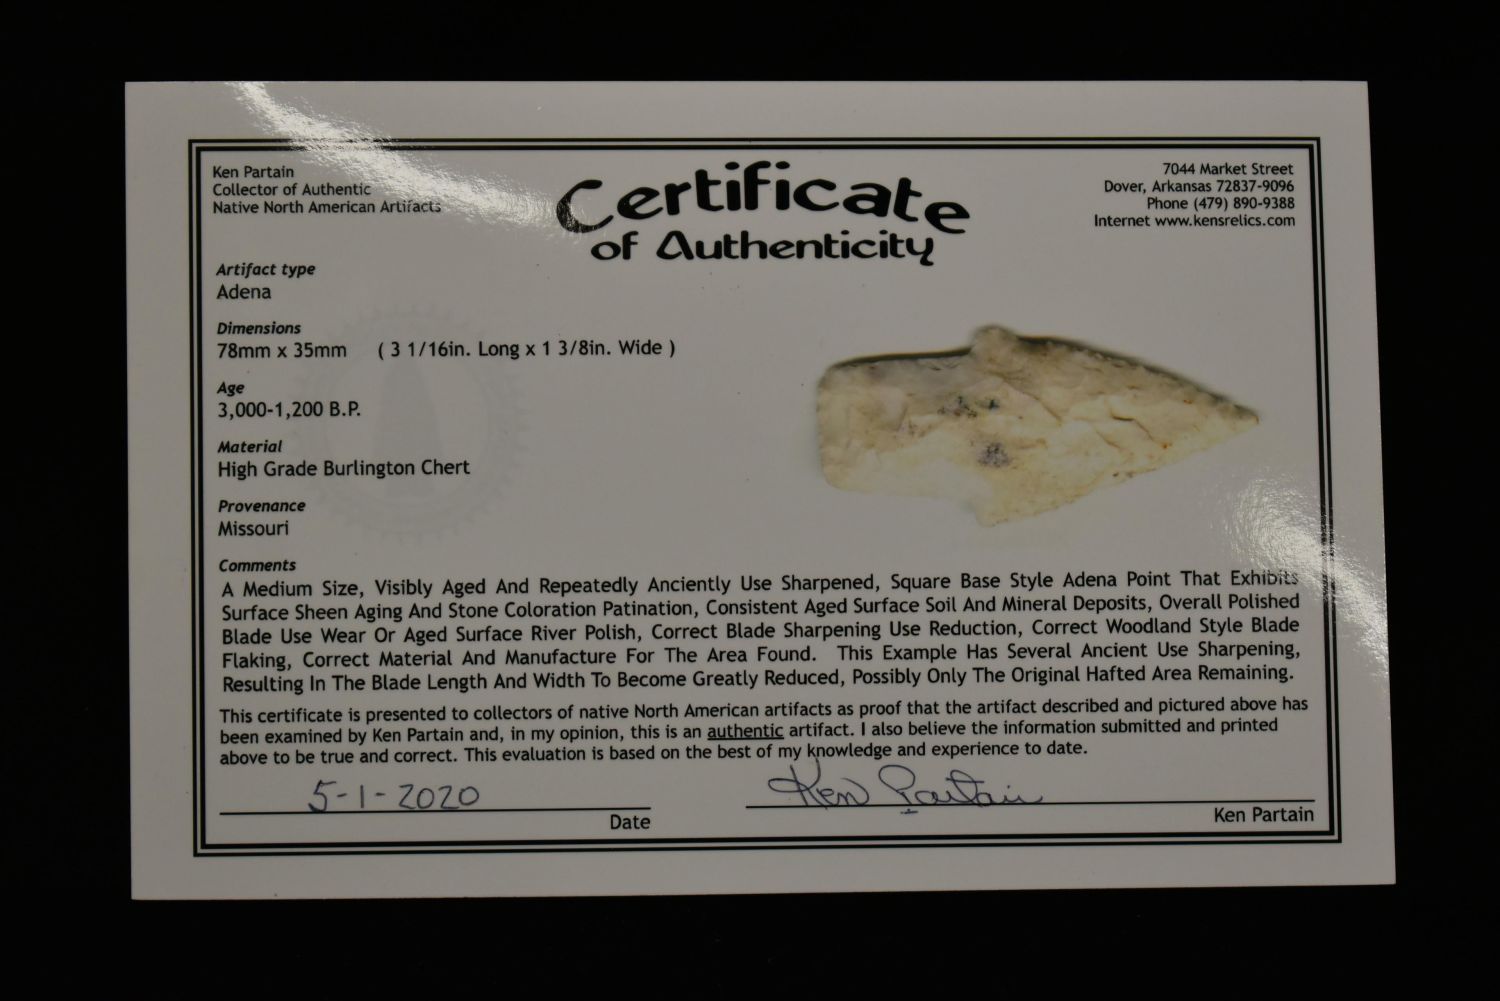 Ken Partain
Collector of Authentic
Native North American Artifacts
Certificate
of Authenticity
7044 Market Street
Dover, Arkansas 72837-9096
Phone (479) 890-9388
Internet www.kensrelics.com
Artifact type
Adena
Dimensions
78mm x 35mm ( 3 1/16in. Long x 1 3/8in. Wide )
Age
3,000-1,200 B.P.
Material
High Grade Burlington Chert
Provenance
Missouri
Comments
A Medium Size, Visibly Aged And Repeatedly Anciently Use Sharpened, Square Base Style Adena Point That Exhibits
Surface Sheen Aging And Stone Coloration Patination, Consistent Aged Surface Soil And Mineral Deposits, Overall Polished
Blade Use Wear Or Aged Surface River Polish, Correct Blade Sharpening Use Reduction, Correct Woodland Style Blade
Flaking, Correct Material And Manufacture For The Area Found. This Example Has Several Ancient Use Sharpening,
Resulting In The Blade Length And Width To Become Greatly Reduced, Possibly Only The Original Hafted Area Remaining.
This certificate is presented to collectors of native North American artifacts as proof that the artifact described and pictured above has
been examined by Ken Partain and, in my opinion, this is an authentic artifact. I also believe the information submitted and printed
above to be true and correct. This evaluation is based on the best of my knowledge and experience to date.
5-1-2020
Ken Partain
Date
Ken Partain